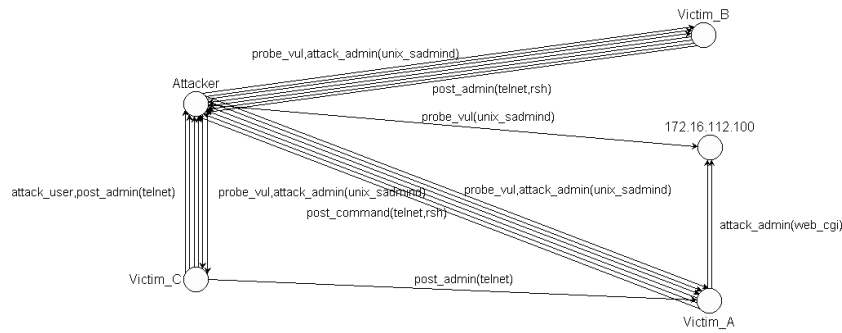 Victim_B
probe_vul,attack_admin(unix_sadmind)
Attacker
post_admin(telnet,rsh)
probe_vul(unix_sadmind)
172.16.112.100
attack_user,post_admin(telnet)
probe_vul,attack_admin(unix_sadmind)
probe_vul,attack_admin(unix_sadmind)
post_command(telnet,rsh)
attack_admin(web_cgi)
Victim_C
post_admin(telnet)
Victim_A